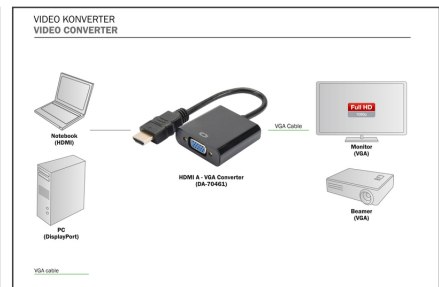 VIDEO KONVERTER
VIDEO CONVERTER
Notebook
(HDMI)
VGA Cable
Full HD
1080p
Monitor
(VGA)
HDMI A - VGA Converter
(DA-70461)
PC
(DisplayPort)
Beamer
(VGA)
VGA cable